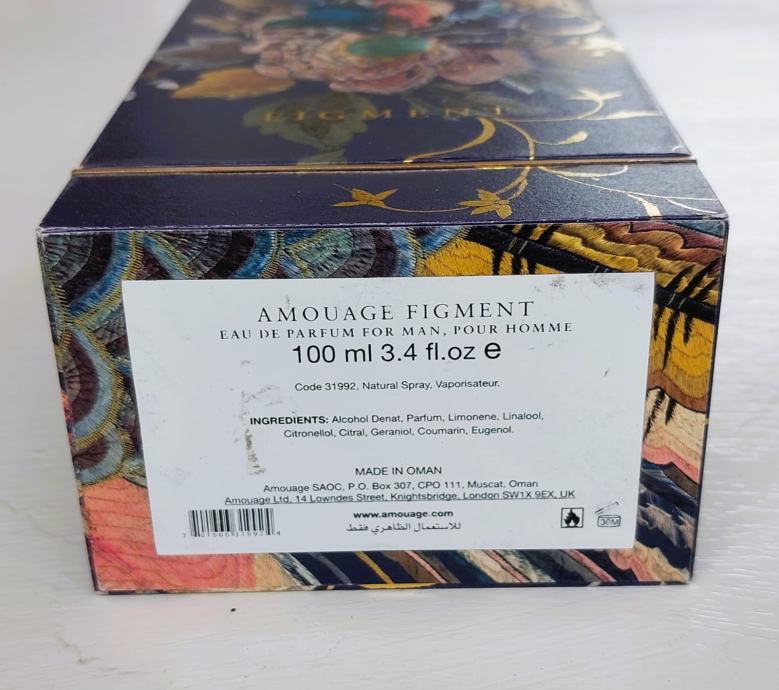 FIGMENT
AMOUAGE FIGMENT
EAU DE PARFUM FOR MAN, POUR HOMME
100 ml 3.4 fl.oz e
Code 31992, Natural Spray, Vaporisateur.
INGREDIENTS: Alcohol Denat, Parfum, Limonene, Linalool,
Citronellol, Citral, Geraniol, Coumarin, Eugenol.
MADE IN OMAN
Amouage SAOC, P.O. Box 307, CPO 111, Muscat, Oman
Amouage Ltd, 14 Lowndes Street, Knightsbridge, London SW1X 9EX, UK
www.amouage.com
للاستعمال الظاهري فقط
30M